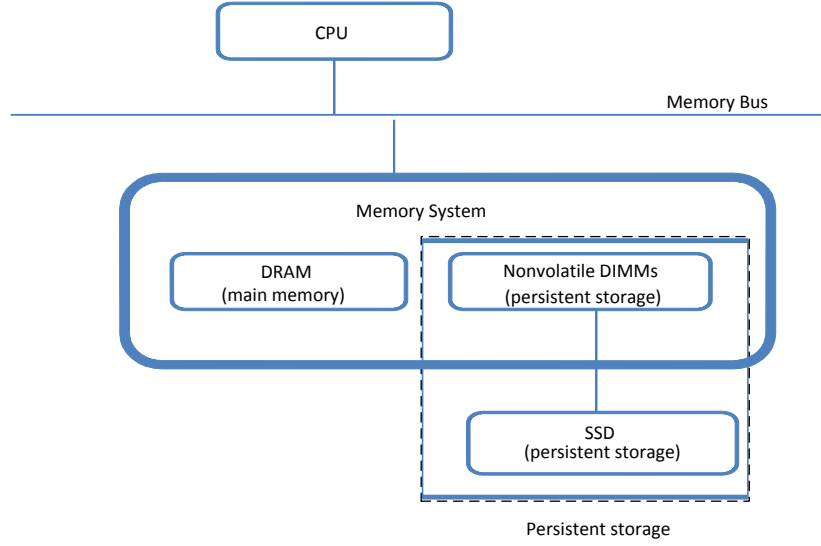 CPU
Memory Bus
Memory System
DRAM
(main memory)
Nonvolatile DIMMs
(persistent storage)
SSD
(persistent storage)
Persistent storage